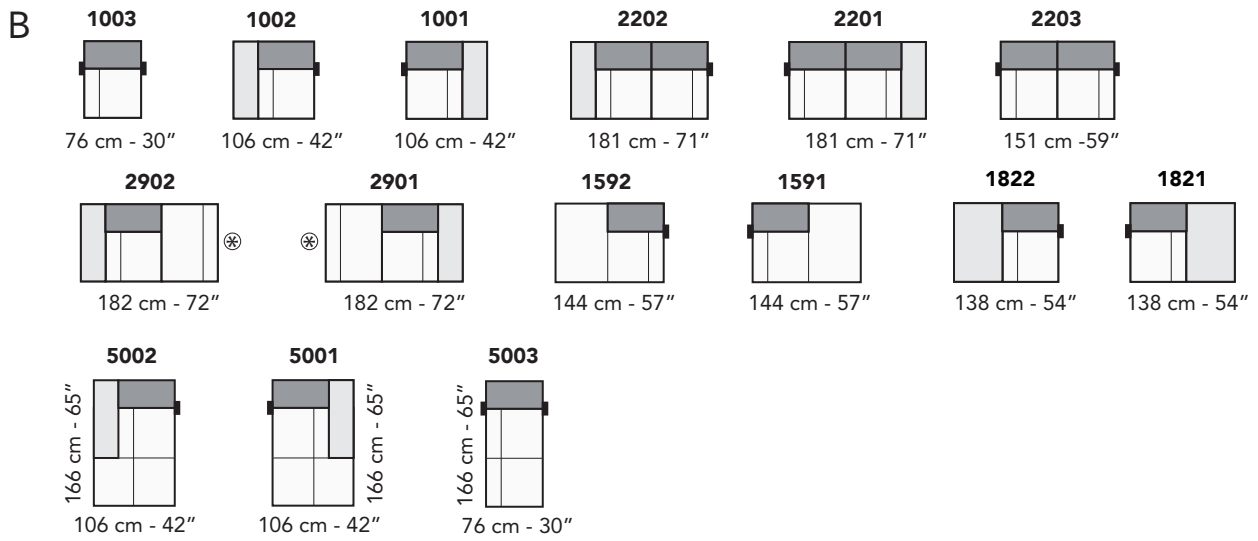 B
1003 1002 1001 2202 2201 2203
76 cm - 30” 106 cm - 42” 106 cm - 42” 181 cm - 71” 181 cm - 71” 151 cm -59”
2902 2901 1592 1591 1822 1821
182 cm - 72” 182 cm - 72” 144 cm - 57” 144 cm - 57” 138 cm - 54” 138 cm - 54”
5002 5001 5003
166 cm - 65” 166 cm - 65” 166 cm - 65”
106 cm - 42” 106 cm - 42” 76 cm - 30”